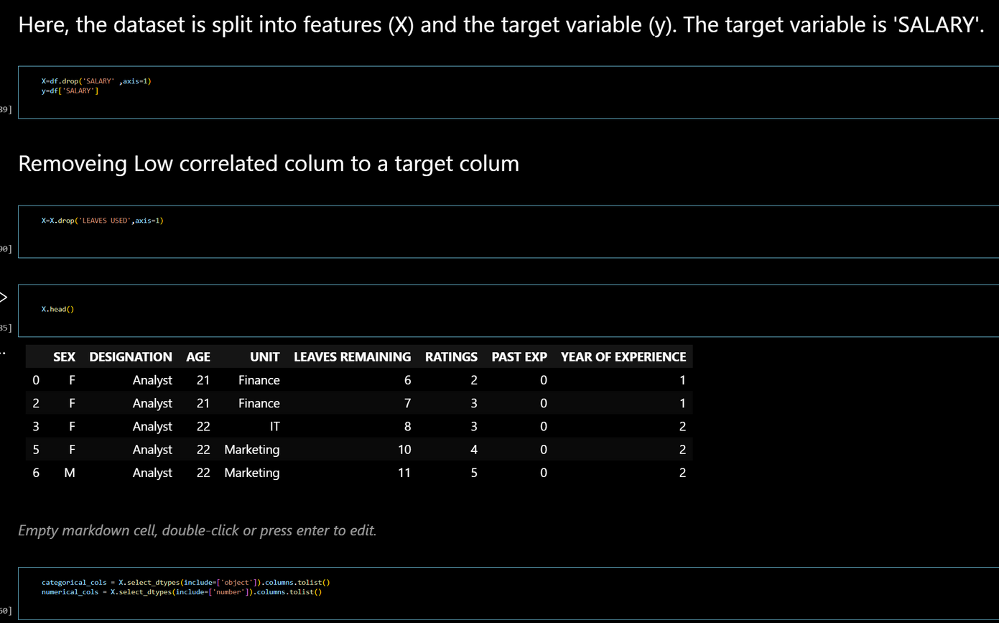 Here, the dataset is split into features (X) and the target variable (y). The target variable is 'SALARY'.
X=df.drop('SALARY' ,axis=1)
y=df['SALARY']
89]
Removeing Low correlated colum to a target colum
X=X.drop('LEAVES USED',axis=1)
90]
X.head()
85]
SEX DESIGNATION AGE UNIT LEAVES REMAINING RATINGS PAST EXP YEAR OF EXPERIENCE
0 F Analyst 21 Finance 6 2 0 1
2 F Analyst 21 Finance 7 3 0 1
3 F Analyst 22 IT 8 3 0 2
5 F Analyst 22 Marketing 10 4 0 2
6 M Analyst 22 Marketing 11 5 0 2
Empty markdown cell, double-click or press enter to edit.
categorical_cols = X.select_dtypes(include=['object']).columns.tolist()
numerical_cols = X.select_dtypes(include=['number']).columns.tolist()
60]